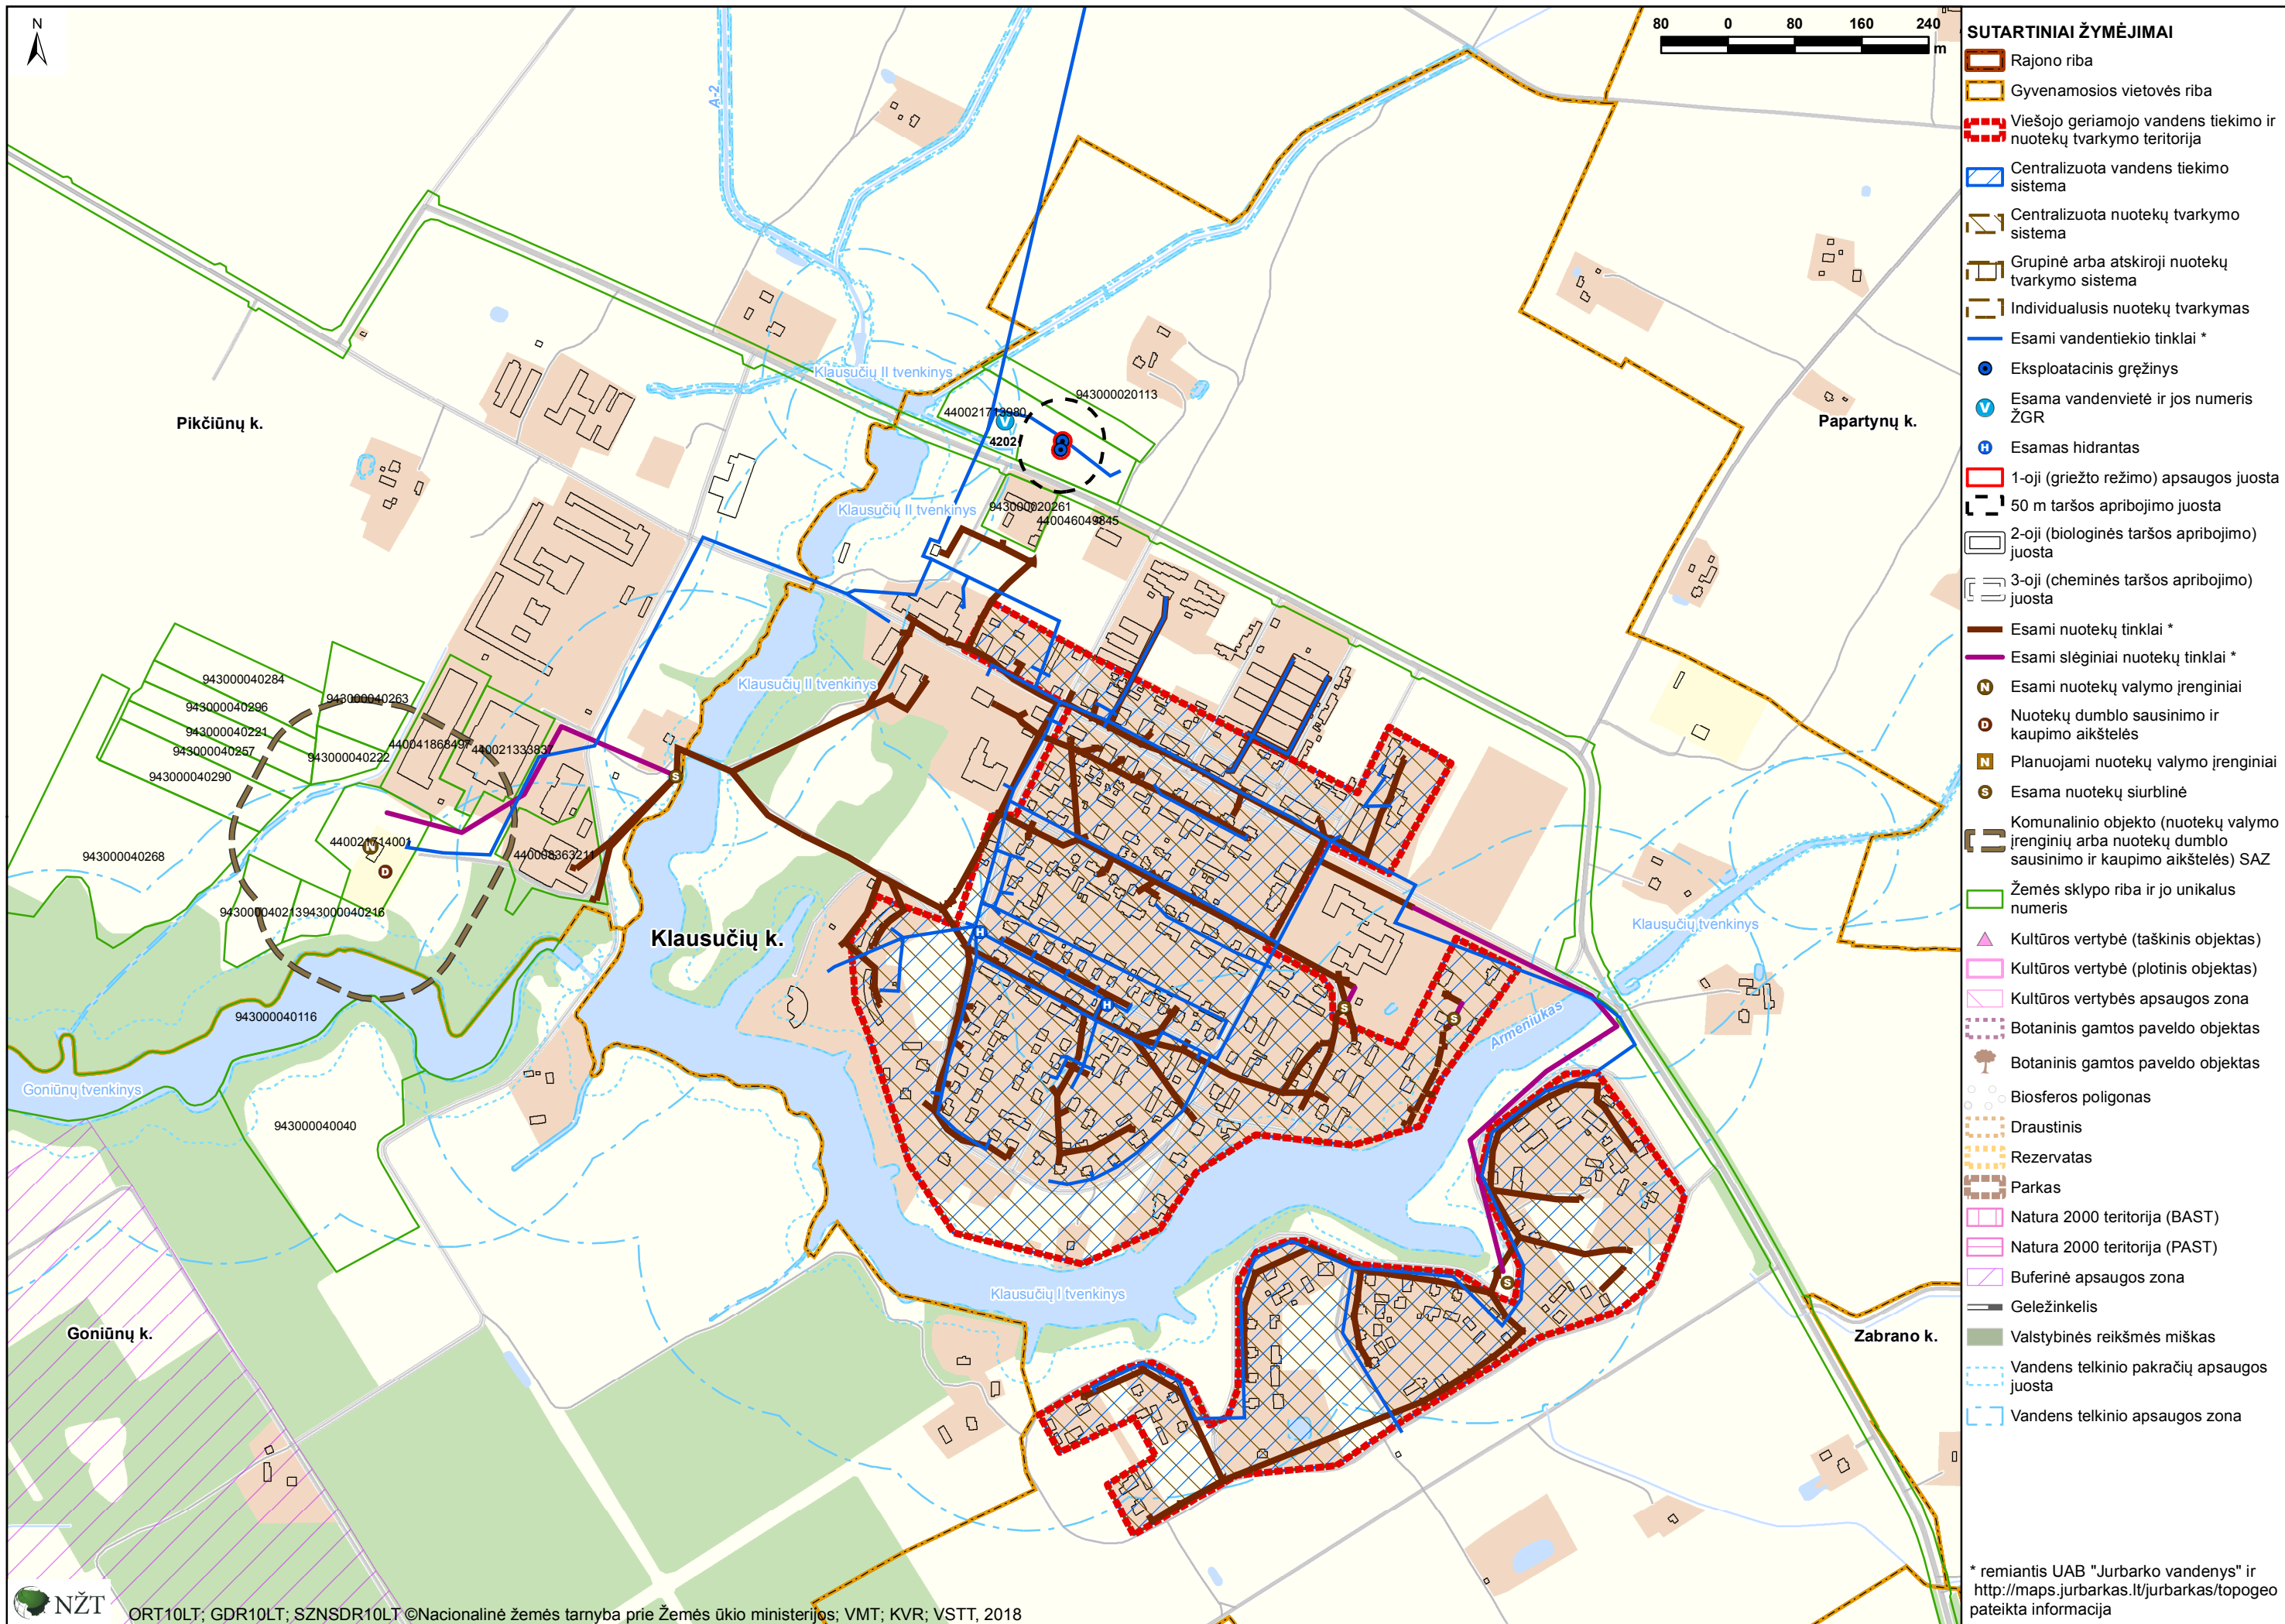 N
80 0 80 160 240
m
A-2
Klausučių II tvenkinys
943000020113
440021713980
V
4202
Pikčiūnų k.
Papartynų k.
Klausučių II tvenkinys
943000020261
440046049845
Klausučių II tvenkinys
943000040284
943000040263
943000040296
943000040221
943000040257
943000040222
440041868497
440021333837
943000040290
S
440021714001
N
943000040268
440008363211
D
943000040213
943000040216
Klausučių k.
H
Klausučių tvenkinys
H
S
S
Armeniukas
943000040116
Goniūnų tvenkinys
943000040040
S
Klausučių I tvenkinys
Goniūnų k.
Zabrano k.
NŽT
ORT10LT; GDR10LT; SZNSDR10LT ©Nacionalinė žemės tarnyba prie Žemės ūkio ministerijos; VMT; KVR; VSTT, 2018
SUTARTINIAI ŽYMĖJIMAI
Rajono riba
Gyvenamosios vietovės riba
Viešojo geriamojo vandens tiekimo ir
nuotekų tvarkymo teritorija
Centralizuota vandens tiekimo
sistema
Centralizuota nuotekų tvarkymo
sistema
Grupinė arba atskiroji nuotekų
tvarkymo sistema
Individualusis nuotekų tvarkymas
Esami vandentiekio tinklai *
Eksploatacinis gręžinys
V Esama vandenvietė ir jos numeris
ŽGR
H Esamas hidrantas
1-oji (griežto režimo) apsaugos juosta
50 m taršos apribojimo juosta
2-oji (biologinės taršos apribojimo)
juosta
3-oji (cheminės taršos apribojimo)
juosta
Esami nuotekų tinklai *
Esami slėginiai nuotekų tinklai *
N Esami nuotekų valymo įrenginiai
D Nuotekų dumblo sausinimo ir
kaupimo aikštelės
N Planuojami nuotekų valymo įrenginiai
S Esama nuotekų siurblinė
Komunalinio objekto (nuotekų valymo
įrenginių arba nuotekų dumblo
sausinimo ir kaupimo aikštelės) SAZ
Žemės sklypo riba ir jo unikalus
numeris
Kultūros vertybė (taškinis objektas)
Kultūros vertybė (plotinis objektas)
Kultūros vertybės apsaugos zona
Botaninis gamtos paveldo objektas
Botaninis gamtos paveldo objektas
Biosferos poligonas
Draustinis
Rezervatas
Parkas
Natura 2000 teritorija (BAST)
Natura 2000 teritorija (PAST)
Buferinė apsaugos zona
Geležinkelis
Valstybinės reikšmės miškas
Vandens telkinio pakračių apsaugos
juosta
Vandens telkinio apsaugos zona
* remiantis UAB "Jurbarko vandenys" ir
http://maps.jurbarkas.lt/jurbarkas/topogeo
pateikta informacija